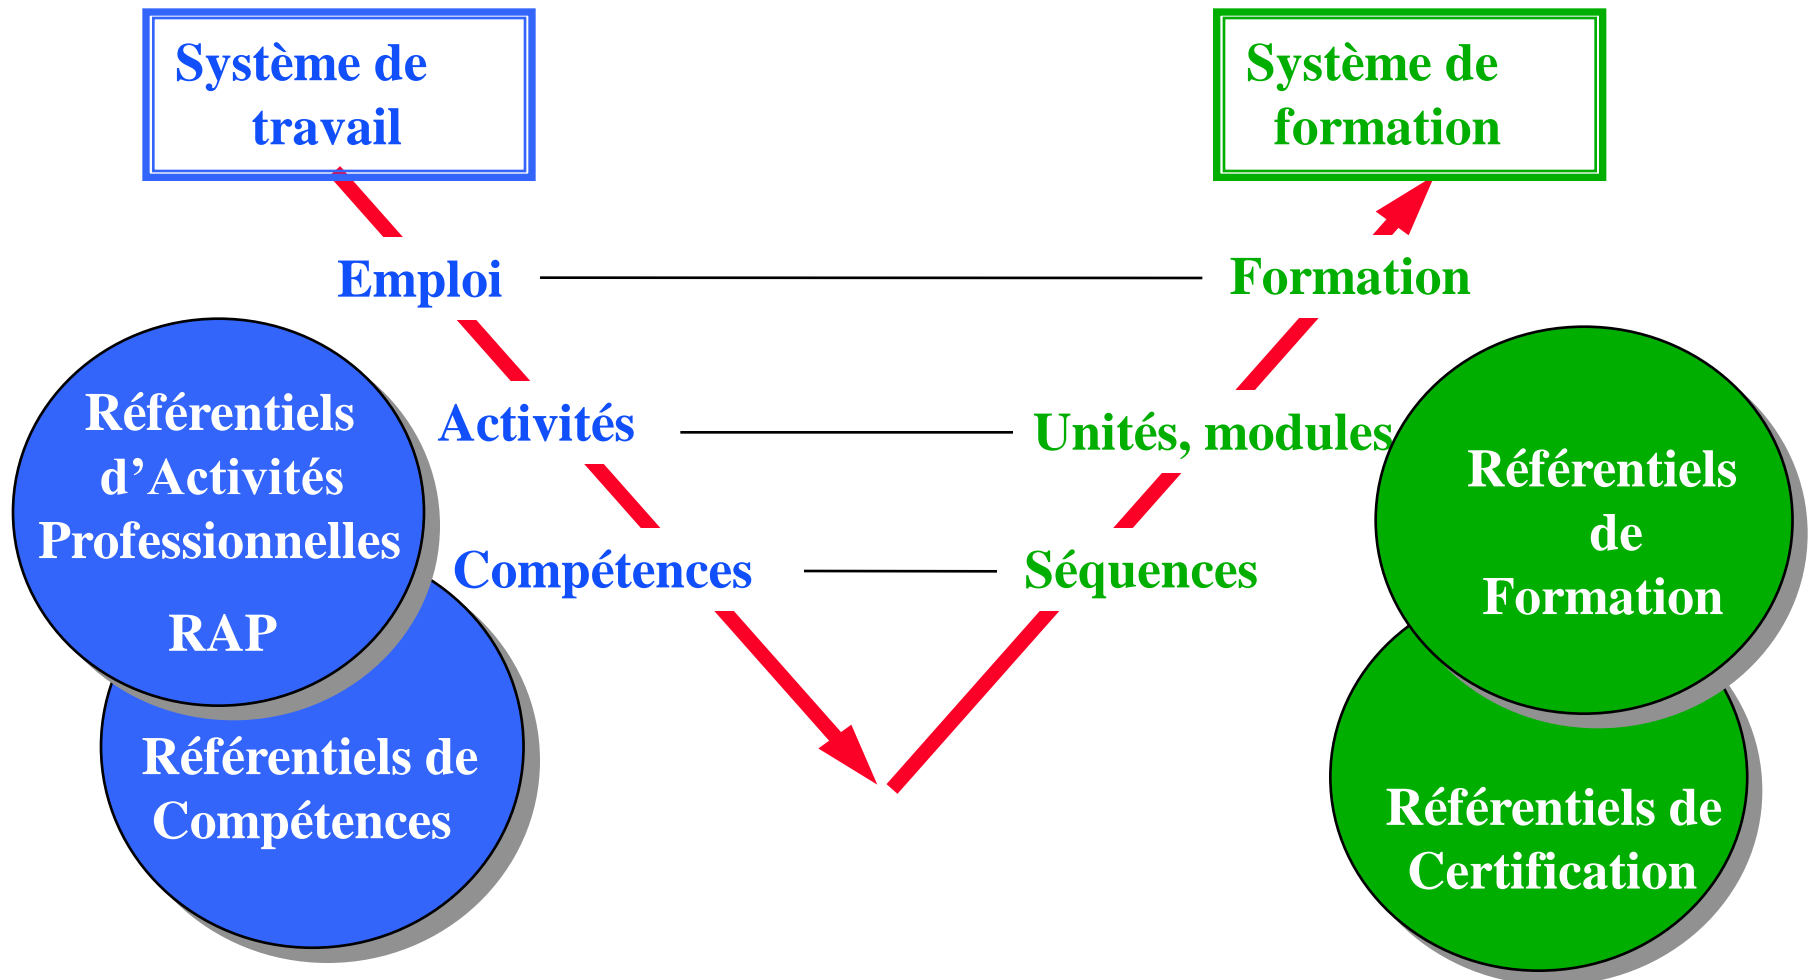 Système de
travail
Système de
formation
Emploi
Formation
Activités
Unités, modules
Compétences
Séquences
Référentiels
d’Activités
Professionnelles
RAP
Référentiels de
Compétences
Référentiels
de
Formation
Référentiels de
Certification